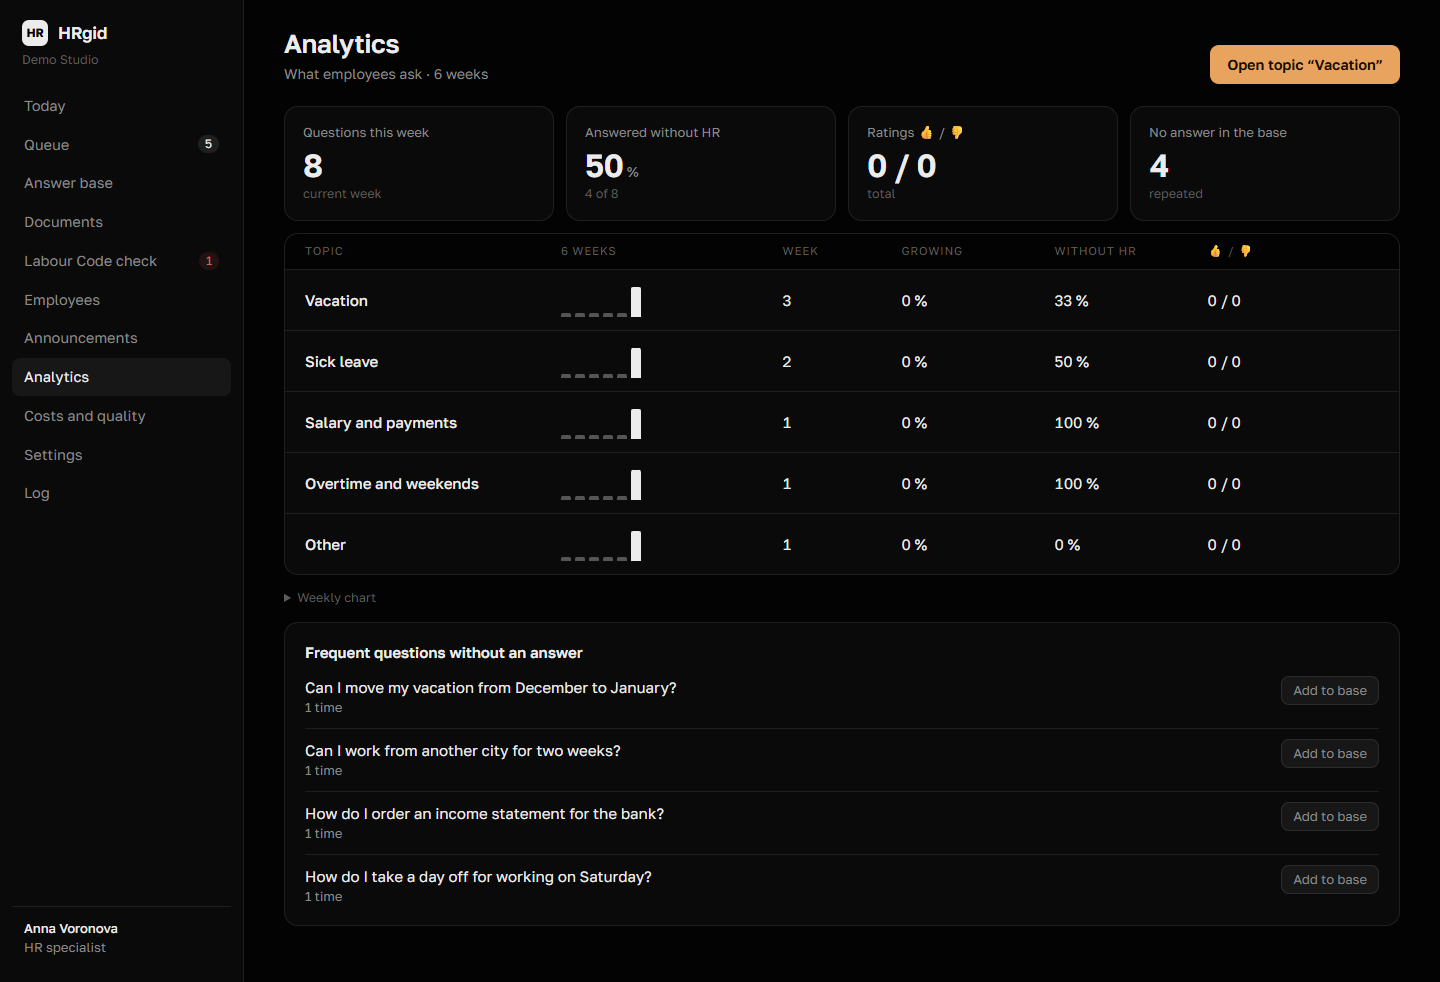 HR HRgid
Demo Studio
Today
Queue 5
Answer base
Documents
Labour Code check 1
Employees
Announcements
Analytics
Costs and quality
Settings
Log
Anna Voronova
HR specialist
Analytics
What employees ask · 6 weeks
Open topic “Vacation”
Questions this week
8
current week
Answered without HR
50 %
4 of 8
Ratings 👍 / 👎
0 / 0
total
No answer in the base
4
repeated
TOPIC 6 WEEKS WEEK GROWING WITHOUT HR 👍 / 👎
Vacation 3 0 % 33 % 0 / 0
Sick leave 2 0 % 50 % 0 / 0
Salary and payments 1 0 % 100 % 0 / 0
Overtime and weekends 1 0 % 100 % 0 / 0
Other 1 0 % 0 % 0 / 0
Weekly chart
Frequent questions without an answer
Can I move my vacation from December to January?
1 time
Add to base
Can I work from another city for two weeks?
1 time
Add to base
How do I order an income statement for the bank?
1 time
Add to base
How do I take a day off for working on Saturday?
1 time
Add to base